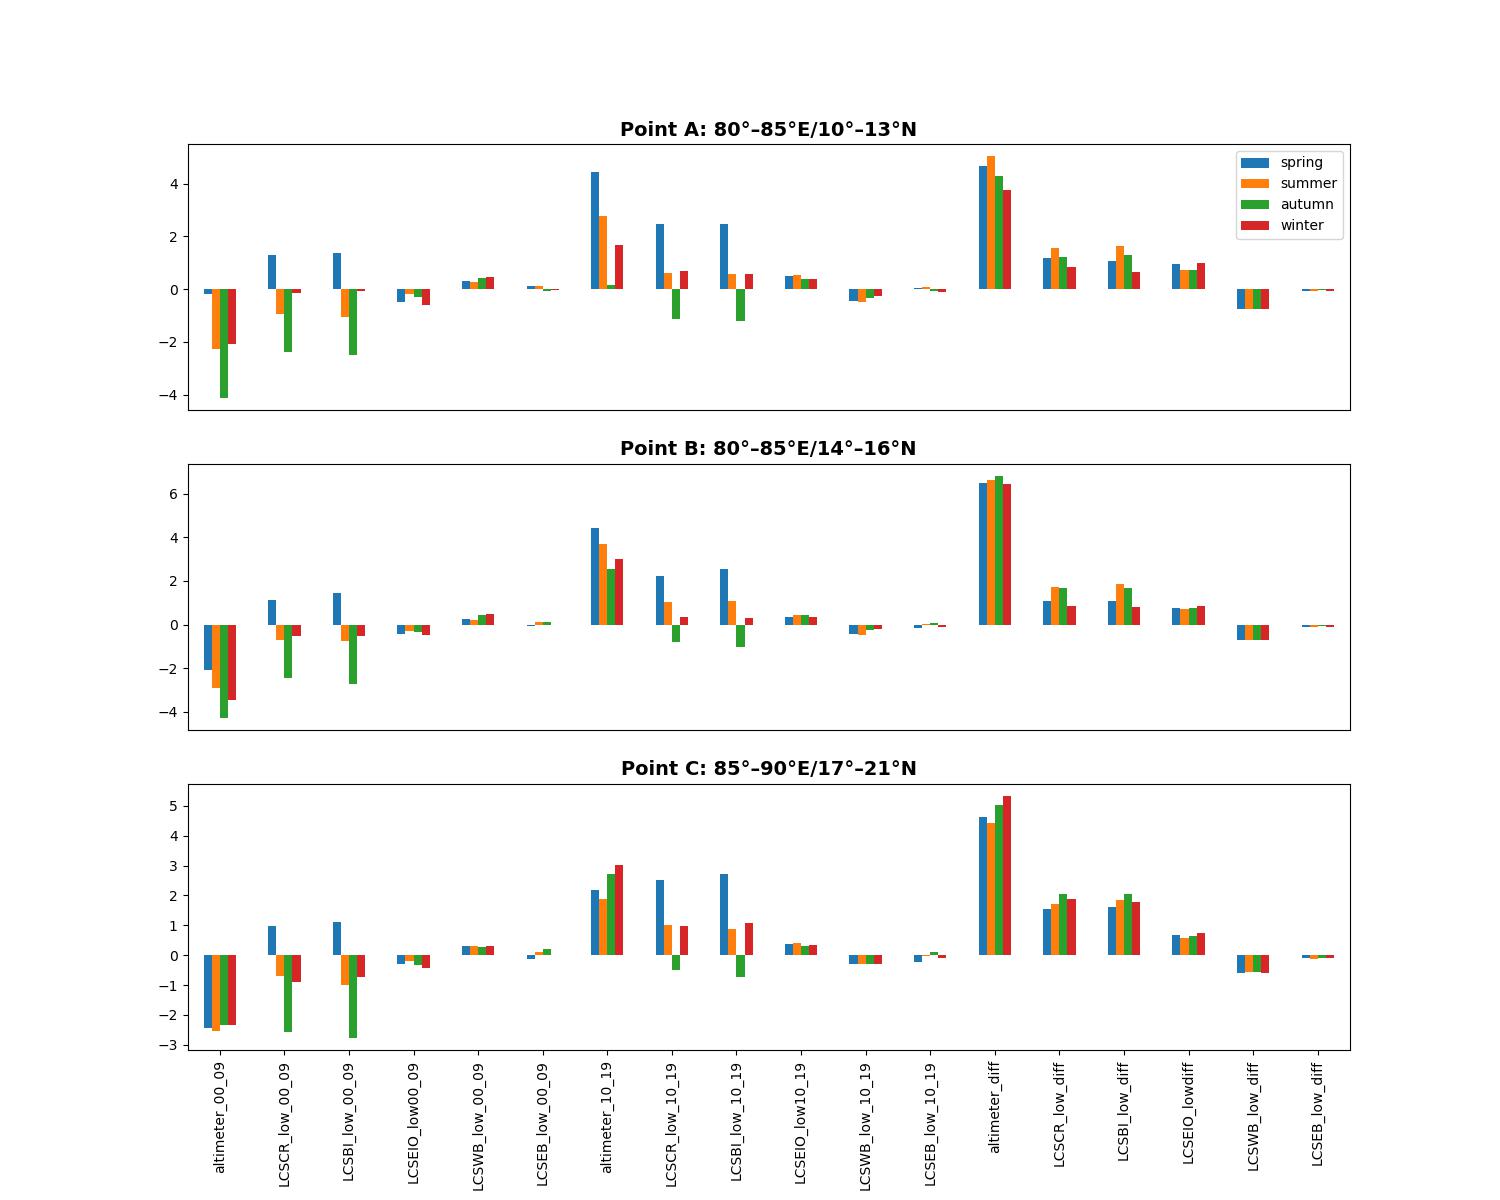 Point A: 80°–85°E/10°–13°N
4
2
0
−2
−4
spring
summer
autumn
winter
Point B: 80°–85°E/14°–16°N
6
4
2
0
−2
−4
Point C: 85°–90°E/17°–21°N
5
4
3
2
1
0
−1
−2
−3
altimeter_00_09
LCSCR_low_00_09
LCSBI_low_00_09
LCSEIO_low00_09
LCSWB_low_00_09
LCSEB_low_00_09
altimeter_10_19
LCSCR_low_10_19
LCSBI_low_10_19
LCSEIO_low10_19
LCSWB_low_10_19
LCSEB_low_10_19
altimeter_diff
LCSCR_low_diff
LCSBI_low_diff
LCSEIO_lowdiff
LCSWB_low_diff
LCSEB_low_diff